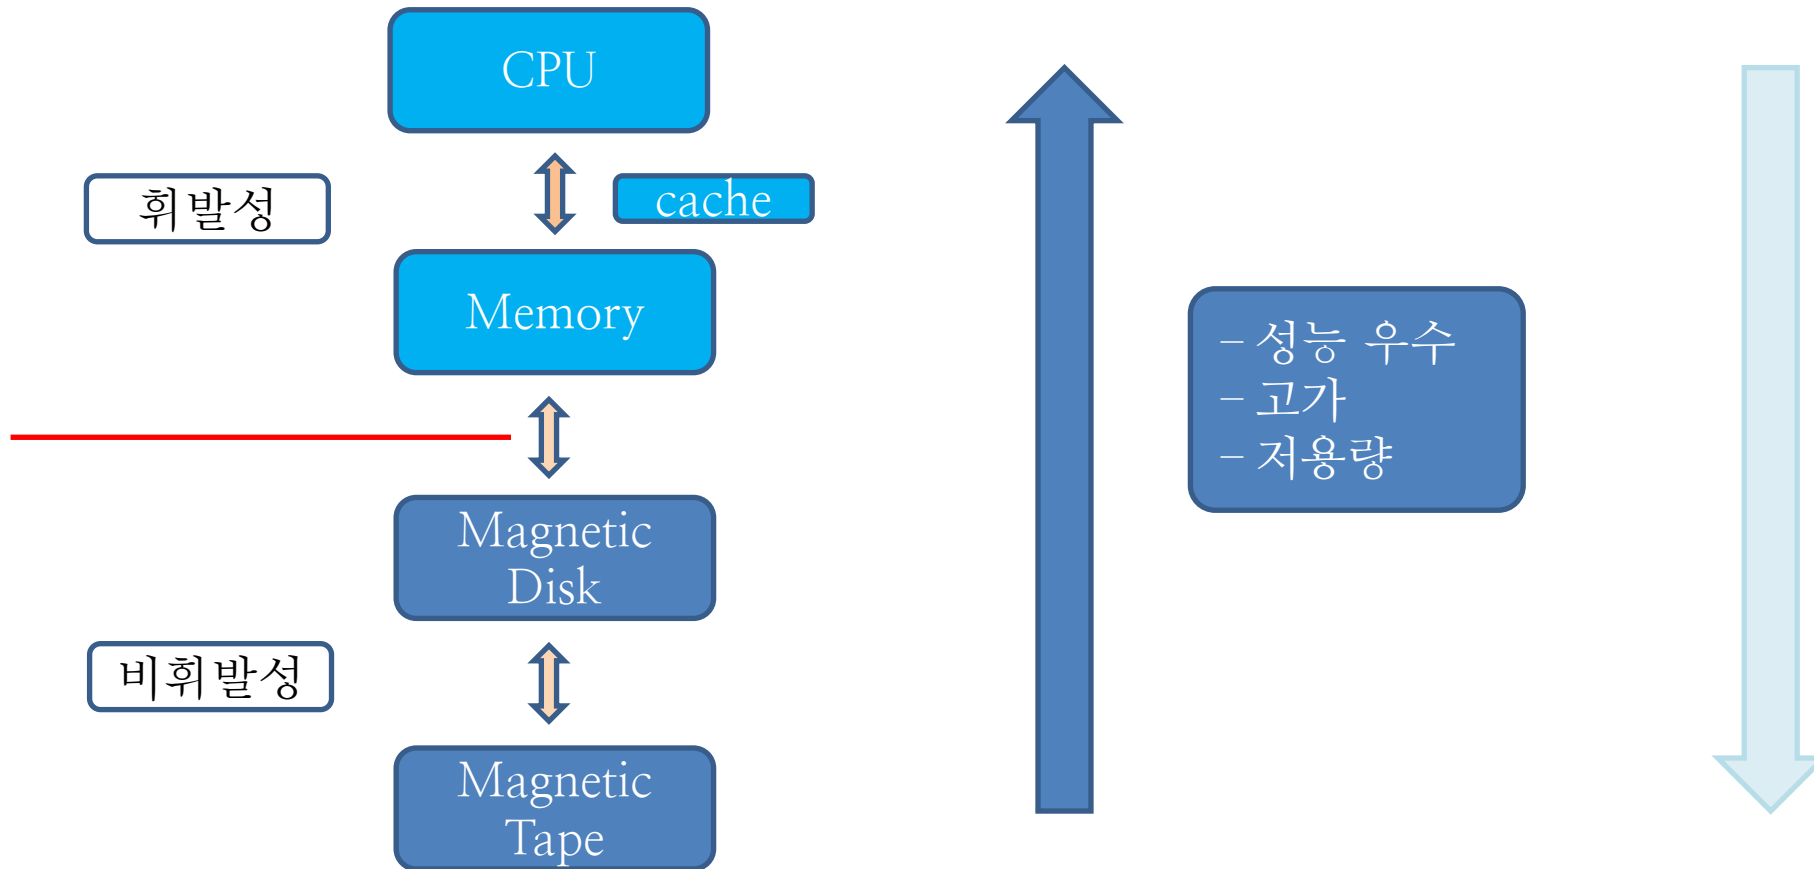 CPU
휘발성
cache
Memory
– 성능 우수
– 고가
– 저용량
Magnetic
Disk
비휘발성
Magnetic
Tape